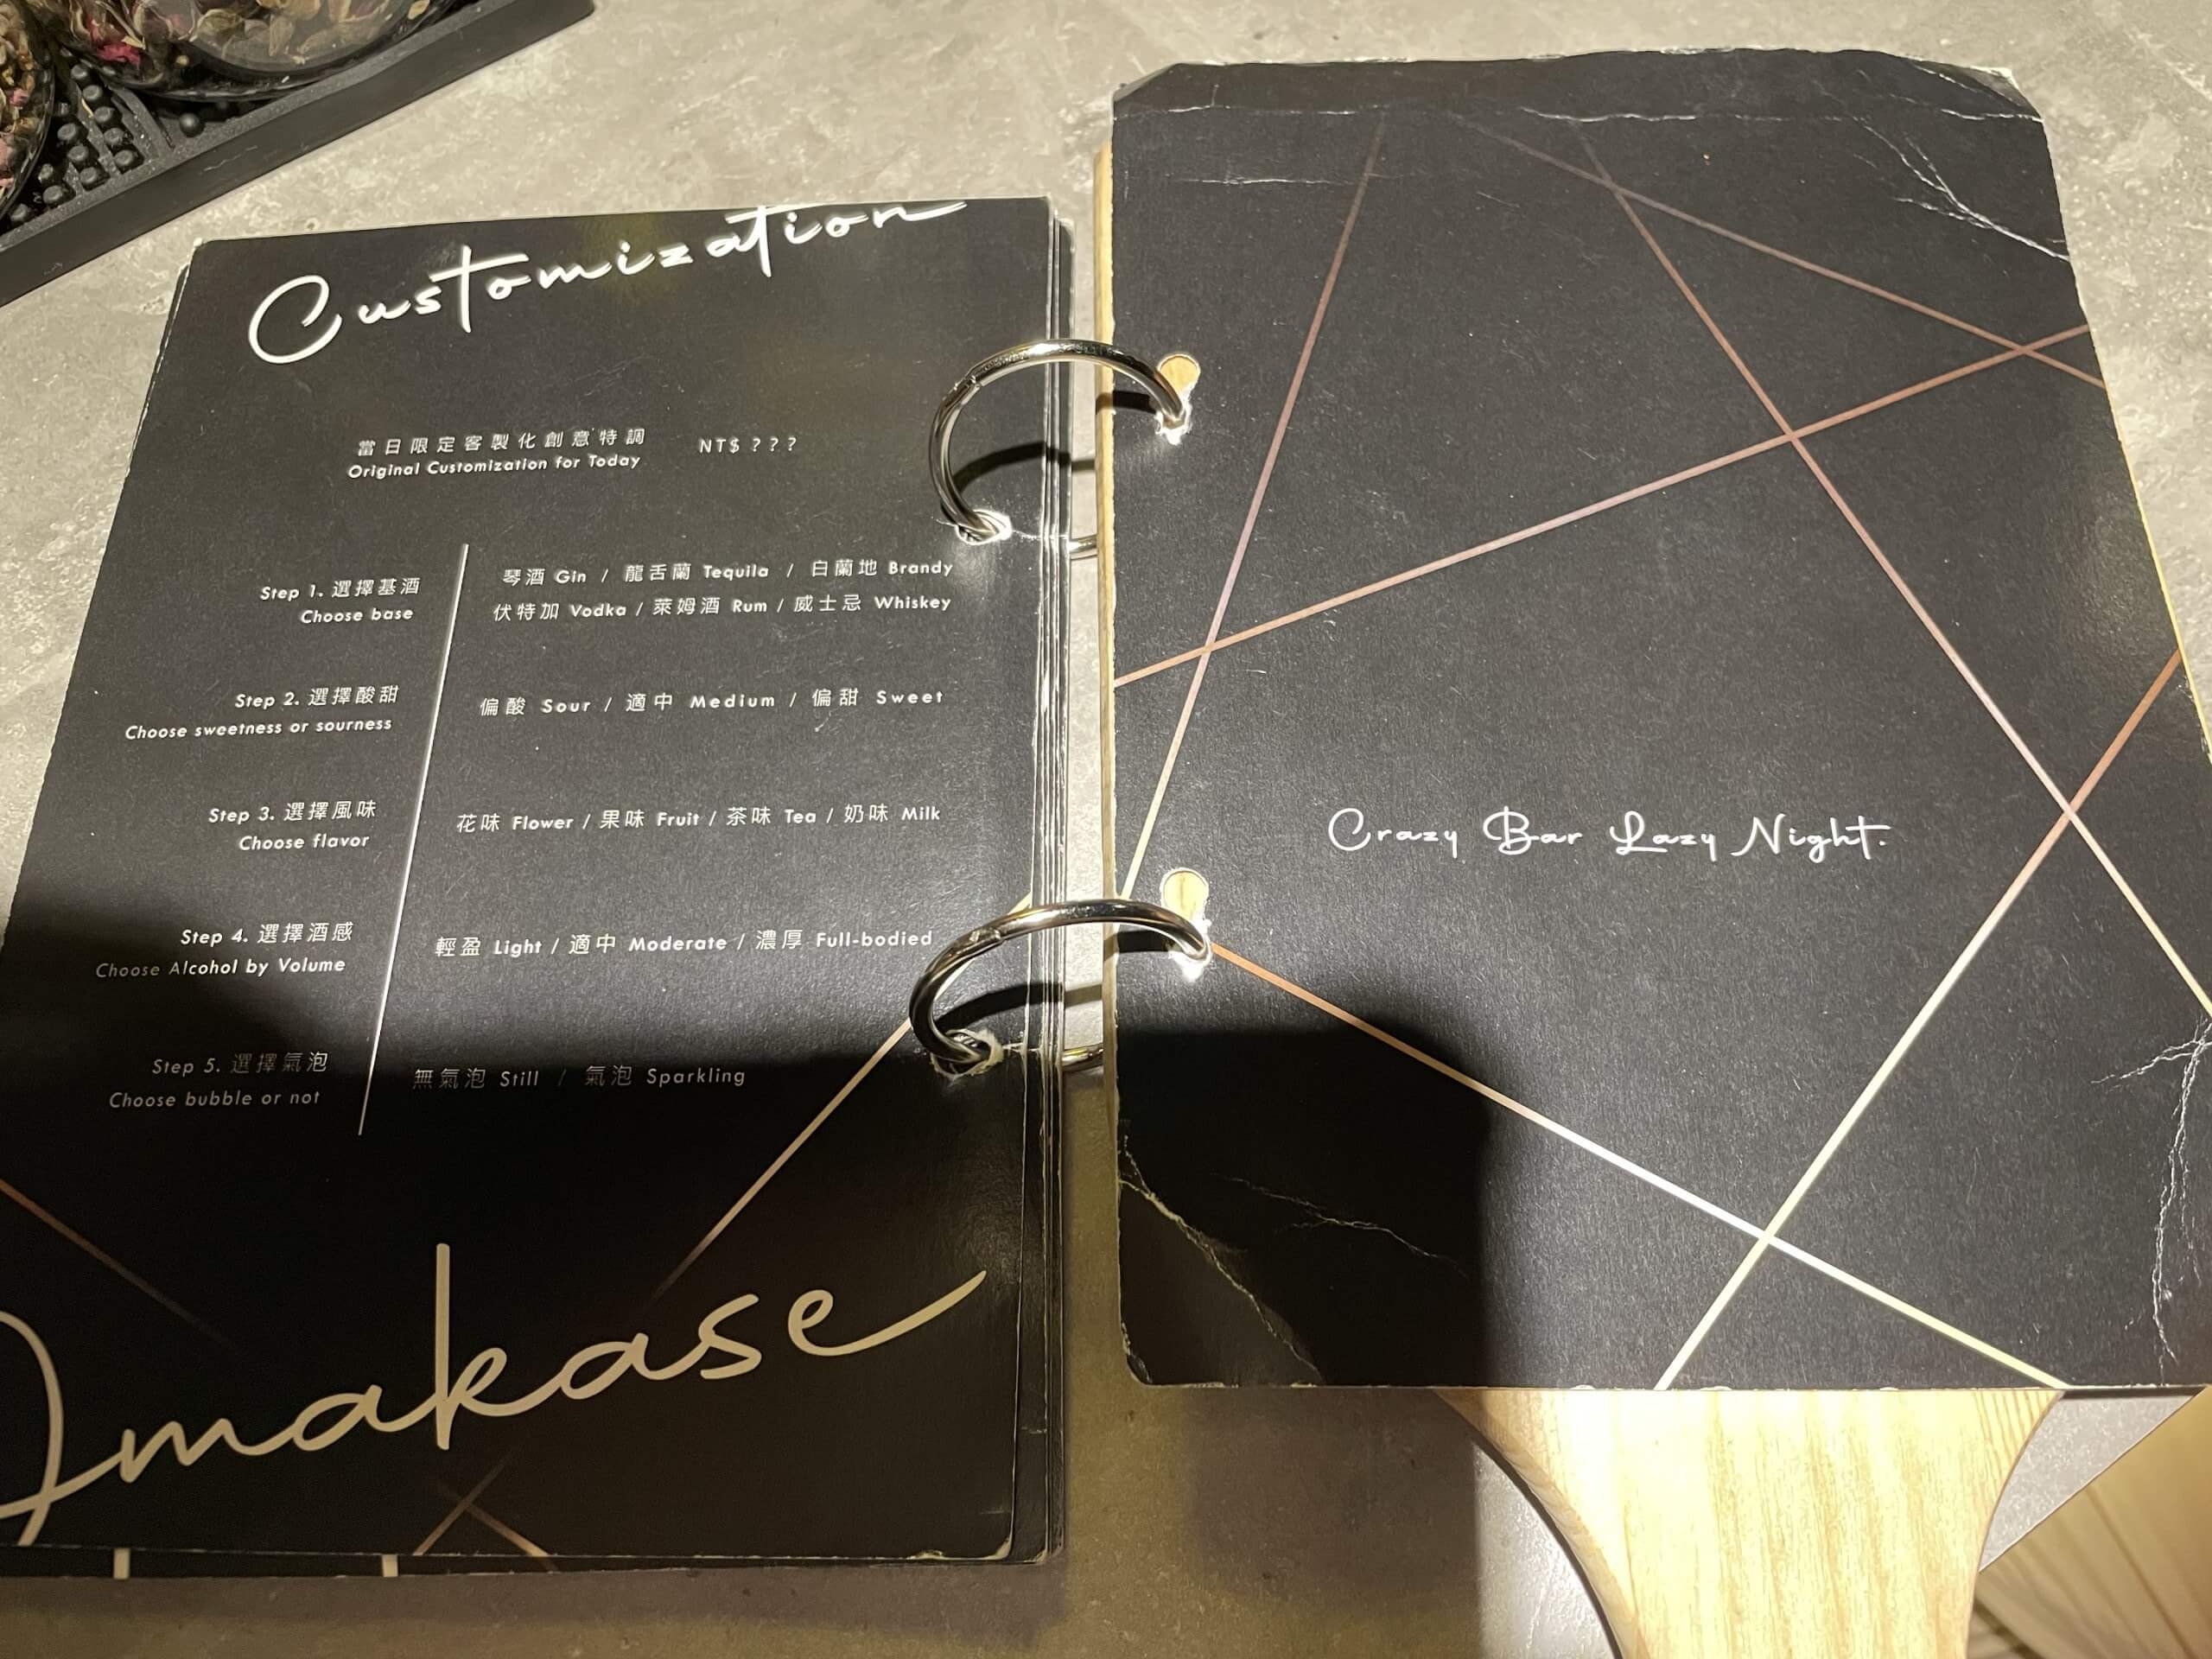 Customization
當日限定客製化創意特調 NT$ ? ? ?
Original Customization for Today
Step 1. 選擇基酒
Choose base
琴酒 Gin / 龍舌蘭 Tequila / 白蘭地 Brandy
伏特加 Vodka / 萊姆酒 Rum / 威士忌 Whiskey
Step 2. 選擇酸甜
Choose sweetness or sourness
偏酸 Sour / 適中 Medium / 偏甜 Sweet
Step 3. 選擇風味
Choose flavor
花味 Flower / 果味 Fruit / 茶味 Tea / 奶味 Milk
Step 4. 選擇酒感
Choose Alcohol by Volume
輕盈 Light / 適中 Moderate / 濃厚 Full-bodied
Step 5. 選擇氣泡
Choose bubble or not
無氣泡 Still / 氣泡 Sparkling
Omakase
Crazy Bar Lazy Night.